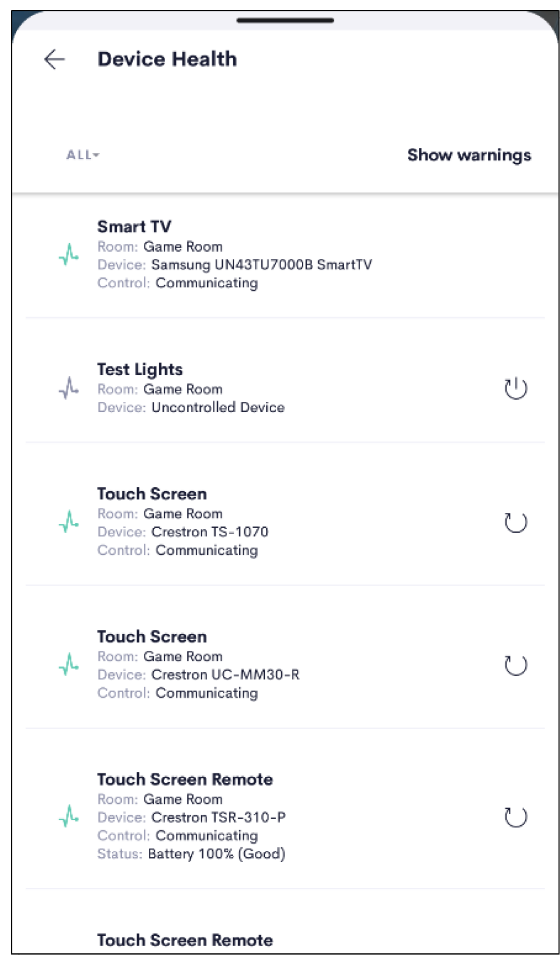 Device Health
ALL
Show warnings
Smart TV
Room: Game Room
Device: Samsung UN43TU7000B SmartTV
Control: Communicating
Test Lights
Room: Game Room
Device: Uncontrolled Device
Touch Screen
Room: Game Room
Device: Crestron TS-1070
Control: Communicating
Touch Screen
Room: Game Room
Device: Crestron UC-MM30-R
Control: Communicating
Touch Screen Remote
Room: Game Room
Device: Crestron TSR-310-P
Control: Communicating
Status: Battery 100% (Good)
Touch Screen Remote